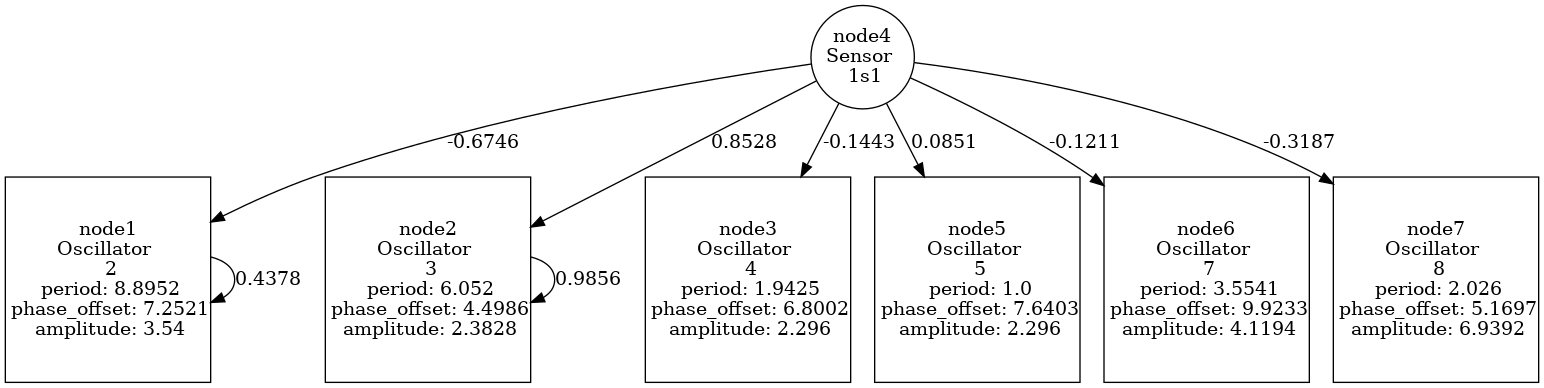 node4
Sensor
1s1
-0.6746
0.8528
-0.1443
0.0851
-0.1211
-0.3187
node1
Oscillator
2
period: 8.8952
phase_offset: 7.2521
amplitude: 3.54
0.4378
node2
Oscillator
3
period: 6.052
phase_offset: 4.4986
amplitude: 2.3828
0.9856
node3
Oscillator
4
period: 1.9425
phase_offset: 6.8002
amplitude: 2.296
node5
Oscillator
5
period: 1.0
phase_offset: 7.6403
amplitude: 2.296
node6
Oscillator
7
period: 3.5541
phase_offset: 9.9233
amplitude: 4.1194
node7
Oscillator
8
period: 2.026
phase_offset: 5.1697
amplitude: 6.9392